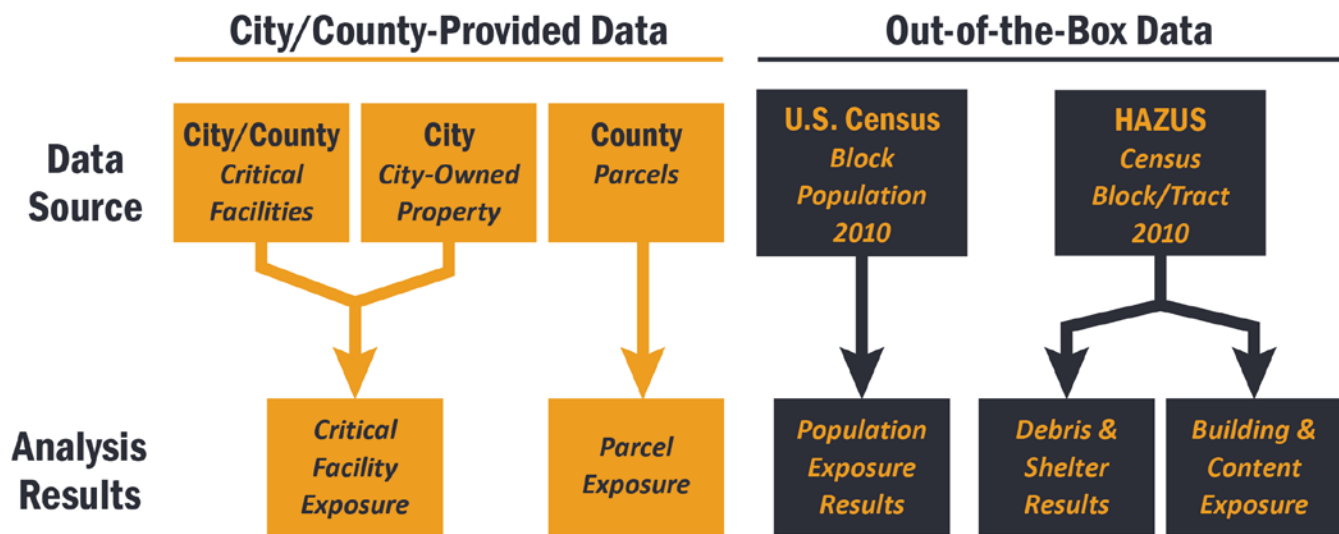 City/County-Provided Data
Out-of-the-Box Data
Data
Source
City/County
Critical
Facilities
City
City-Owned
Property
County
Parcels
U.S. Census
Block
Population
2010
HAZUS
Census
Block/Tract
2010
Analysis
Results
Critical
Facility
Exposure
Parcel
Exposure
Population
Exposure
Results
Debris &
Shelter
Results
Building &
Content
Exposure